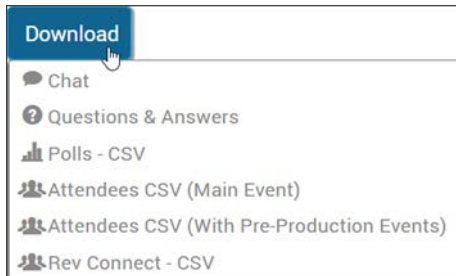 Download
Chat
Questions & Answers
Polls - CSV
Attendees CSV (Main Event)
Attendees CSV (With Pre-Production Events)
Rev Connect - CSV